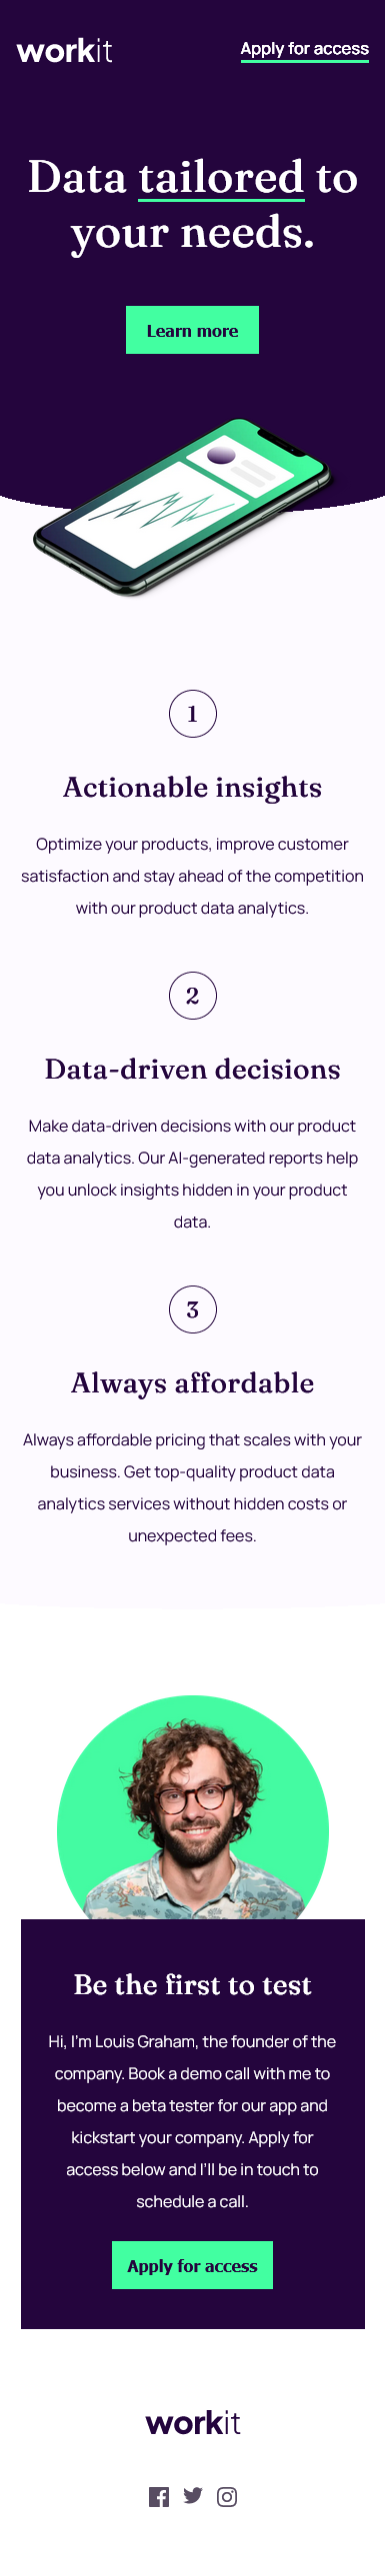 workit
Apply for access
Data tailored to
your needs.
Learn more
1
Actionable insights
Optimize your products, improve customer
satisfaction and stay ahead of the competition
with our product data analytics.
2
Data-driven decisions
Make data-driven decisions with our product
data analytics. Our AI-generated reports help
you unlock insights hidden in your product
data.
3
Always affordable
Always affordable pricing that scales with your
business. Get top-quality product data
analytics services without hidden costs or
unexpected fees.
Be the first to test
Hi, I'm Louis Graham, the founder of the
company. Book a demo call with me to
become a beta tester for our app and
kickstart your company. Apply for
access below and I'll be in touch to
schedule a call.
Apply for access
workit